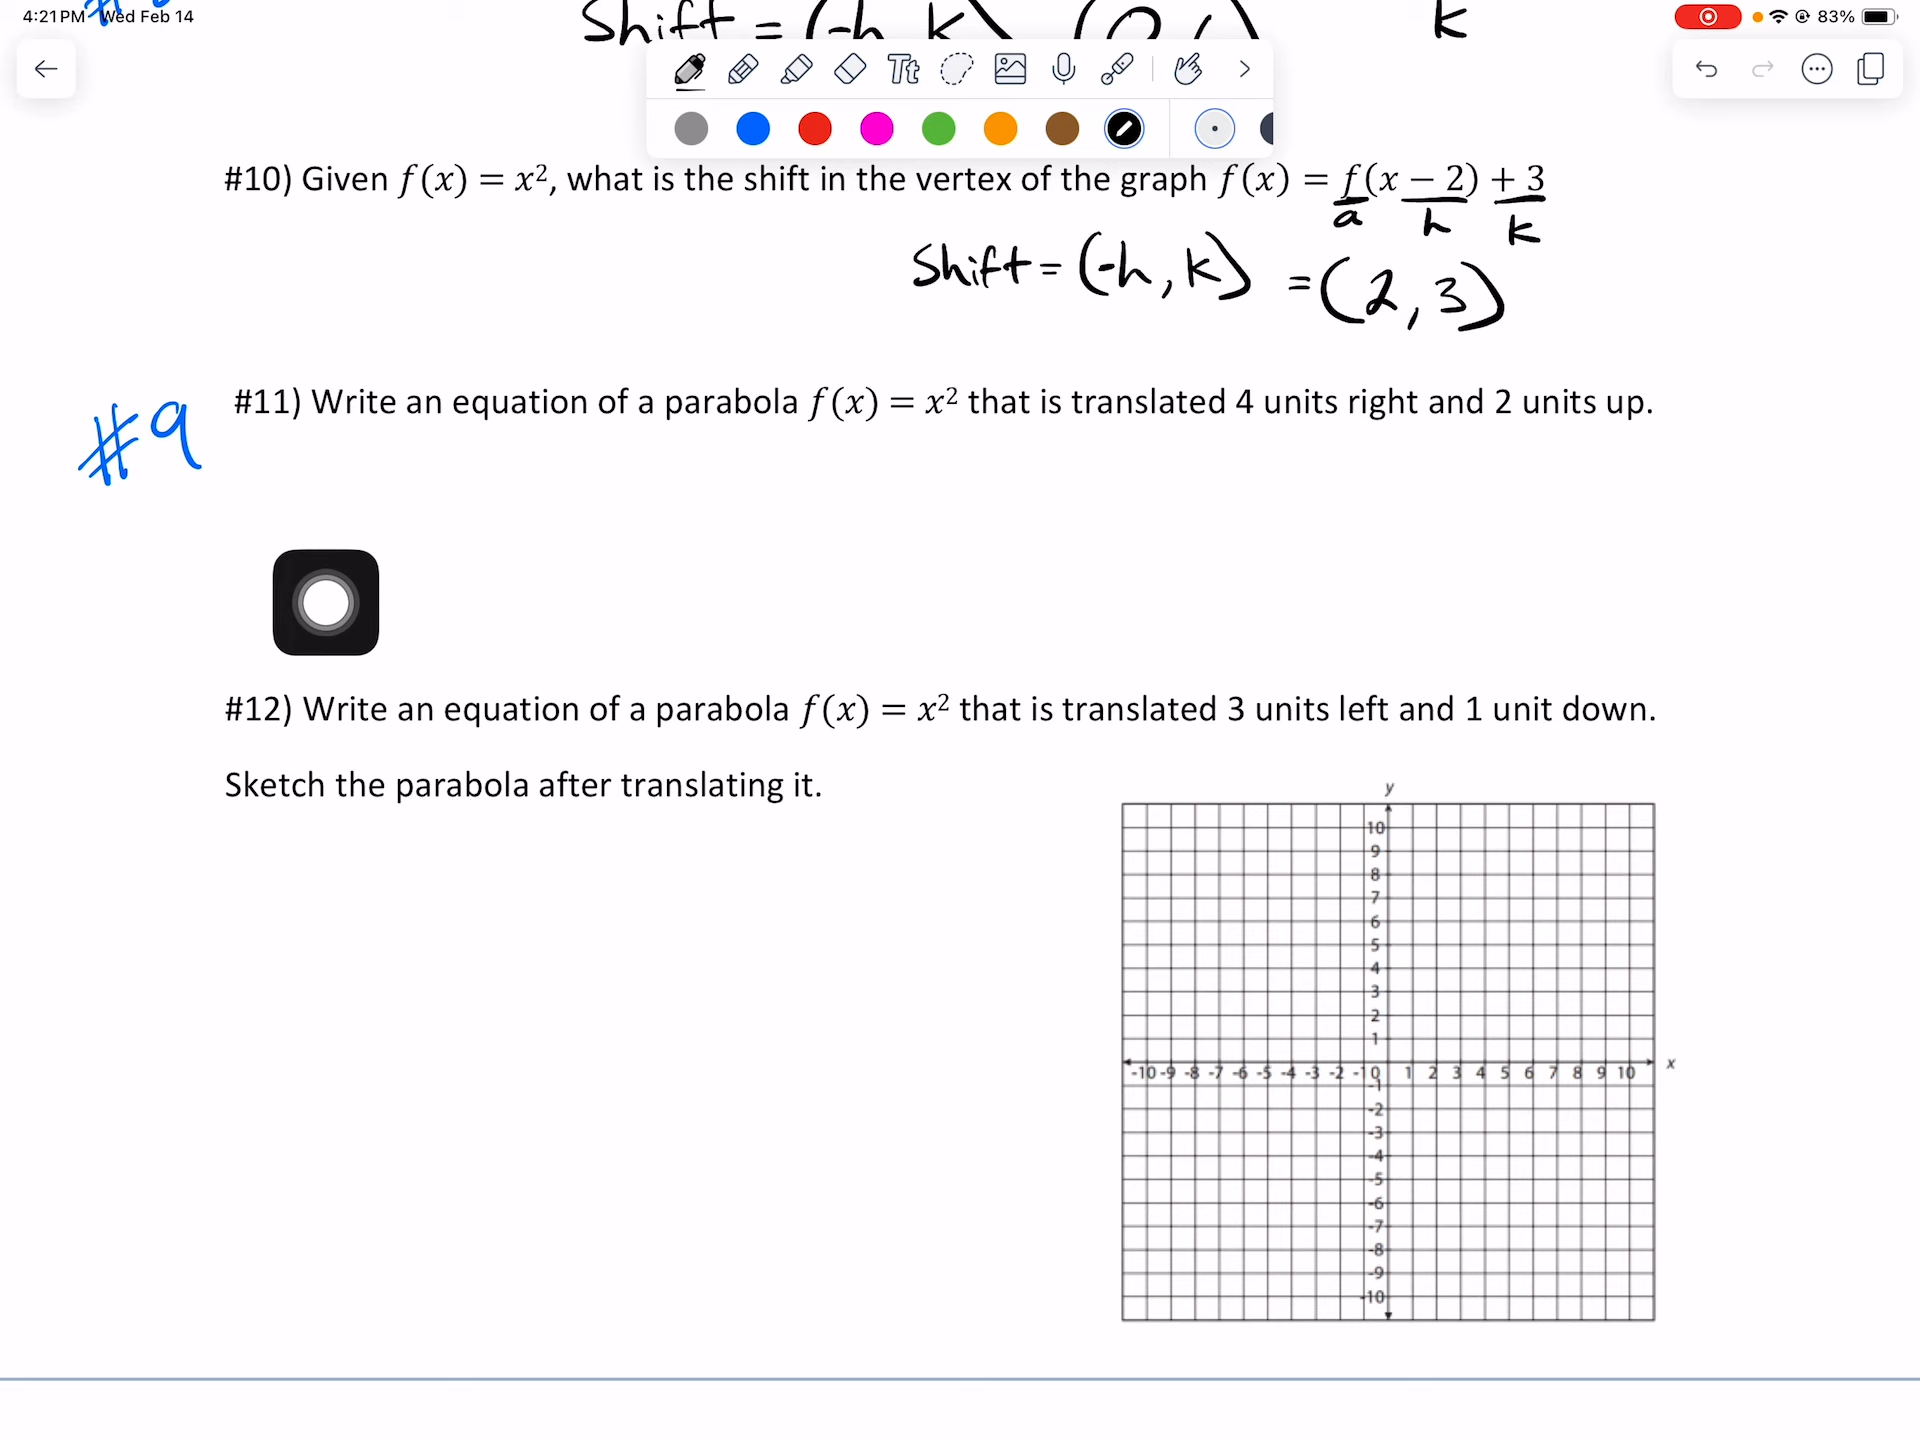 4:21PM Wed Feb 14
83%
Shift = (-h, k)
k
Tt
#10) Given f(x) = x², what is the shift in the vertex of the graph f(x) = f(x − 2) + 3
a h k
Shift = (-h, k) = (2, 3)
#9
#11) Write an equation of a parabola f(x) = x² that is translated 4 units right and 2 units up.
#12) Write an equation of a parabola f(x) = x² that is translated 3 units left and 1 unit down.
Sketch the parabola after translating it.
y
10
9
8
7
6
5
4
3
2
1
-10 -9 -8 -7 -6 -5 -4 -3 -2 -1 0 1 2 3 4 5 6 7 8 9 10 x
-1
-2
-3
-4
-5
-6
-7
-8
-9
-10